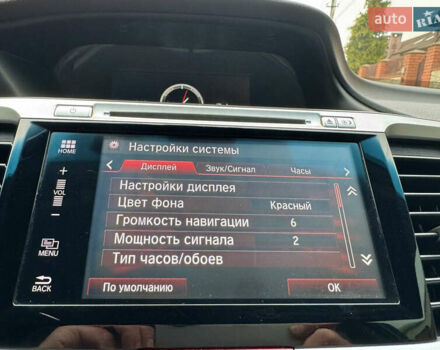 auto RIA
HOME
+
VOL
-
MENU
BACK
Настройки системы
Дисплей Звук/Сигнал Часы
Настройки дисплея
Цвет фона Красный
Громкость навигации 6
Мощность сигнала 2
Тип часов/обоев
По умолчанию ОК